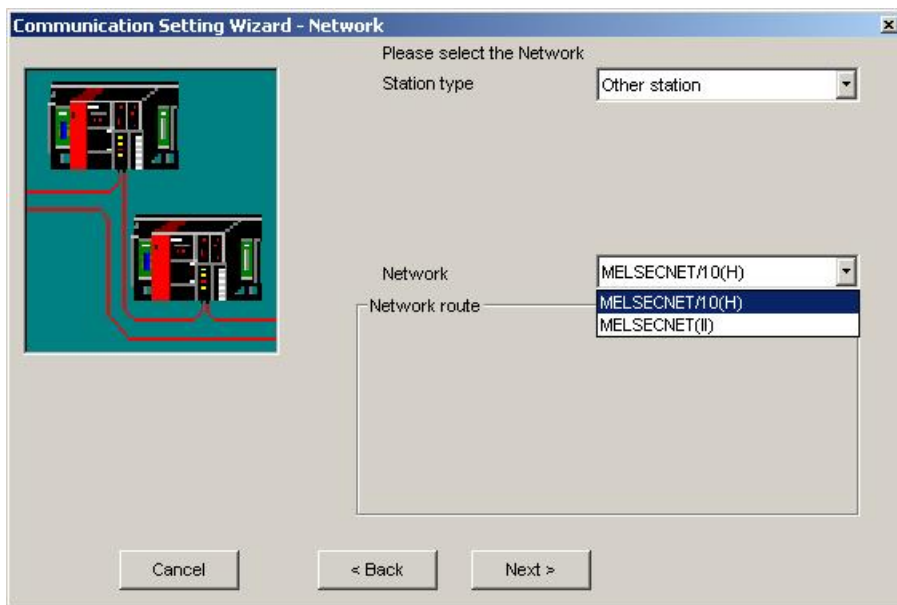 Communication Setting Wizard - Network
Please select the Network
Station type
Other station
Network
MELSECNET/10(H)
MELSECNET/10(H)
MELSECNET(II)
Network route
Cancel
< Back
Next >